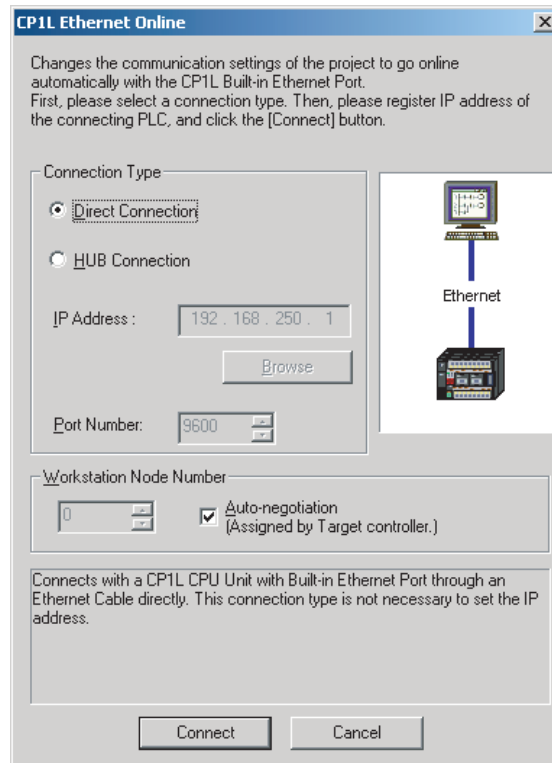 CP1L Ethernet Online
Changes the communication settings of the project to go online
automatically with the CP1L Built-in Ethernet Port.
First, please select a connection type. Then, please register IP address of
the connecting PLC, and click the [Connect] button.
Connection Type
Direct Connection
HUB Connection
IP Address :
192 . 168 . 250 . 1
Browse
Port Number:
9600
Ethernet
Workstation Node Number
0
Auto-negotiation
(Assigned by Target controller.)
Connects with a CP1L CPU Unit with Built-in Ethernet Port through an
Ethernet Cable directly. This connection type is not necessary to set the IP
address.
Connect
Cancel